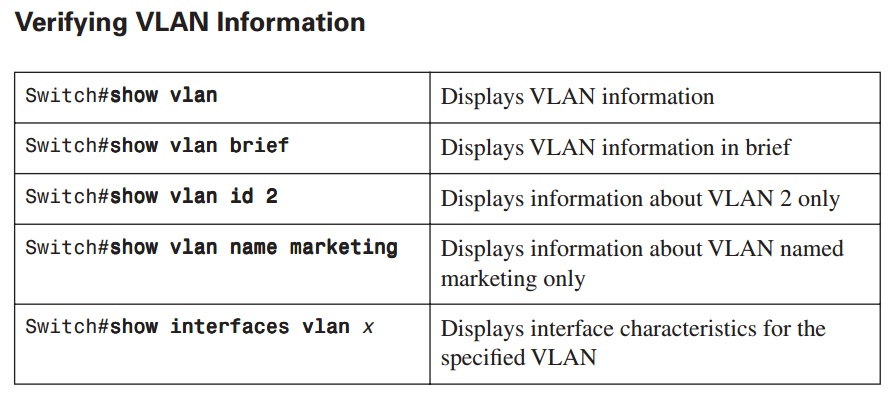 Verifying VLAN Information
Switch#show vlan
Displays VLAN information
Switch#show vlan brief
Displays VLAN information in brief
Switch#show vlan id 2
Displays information about VLAN 2 only
Switch#show vlan name marketing
Displays information about VLAN named
marketing only
Switch#show interfaces vlan x
Displays interface characteristics for the
specified VLAN